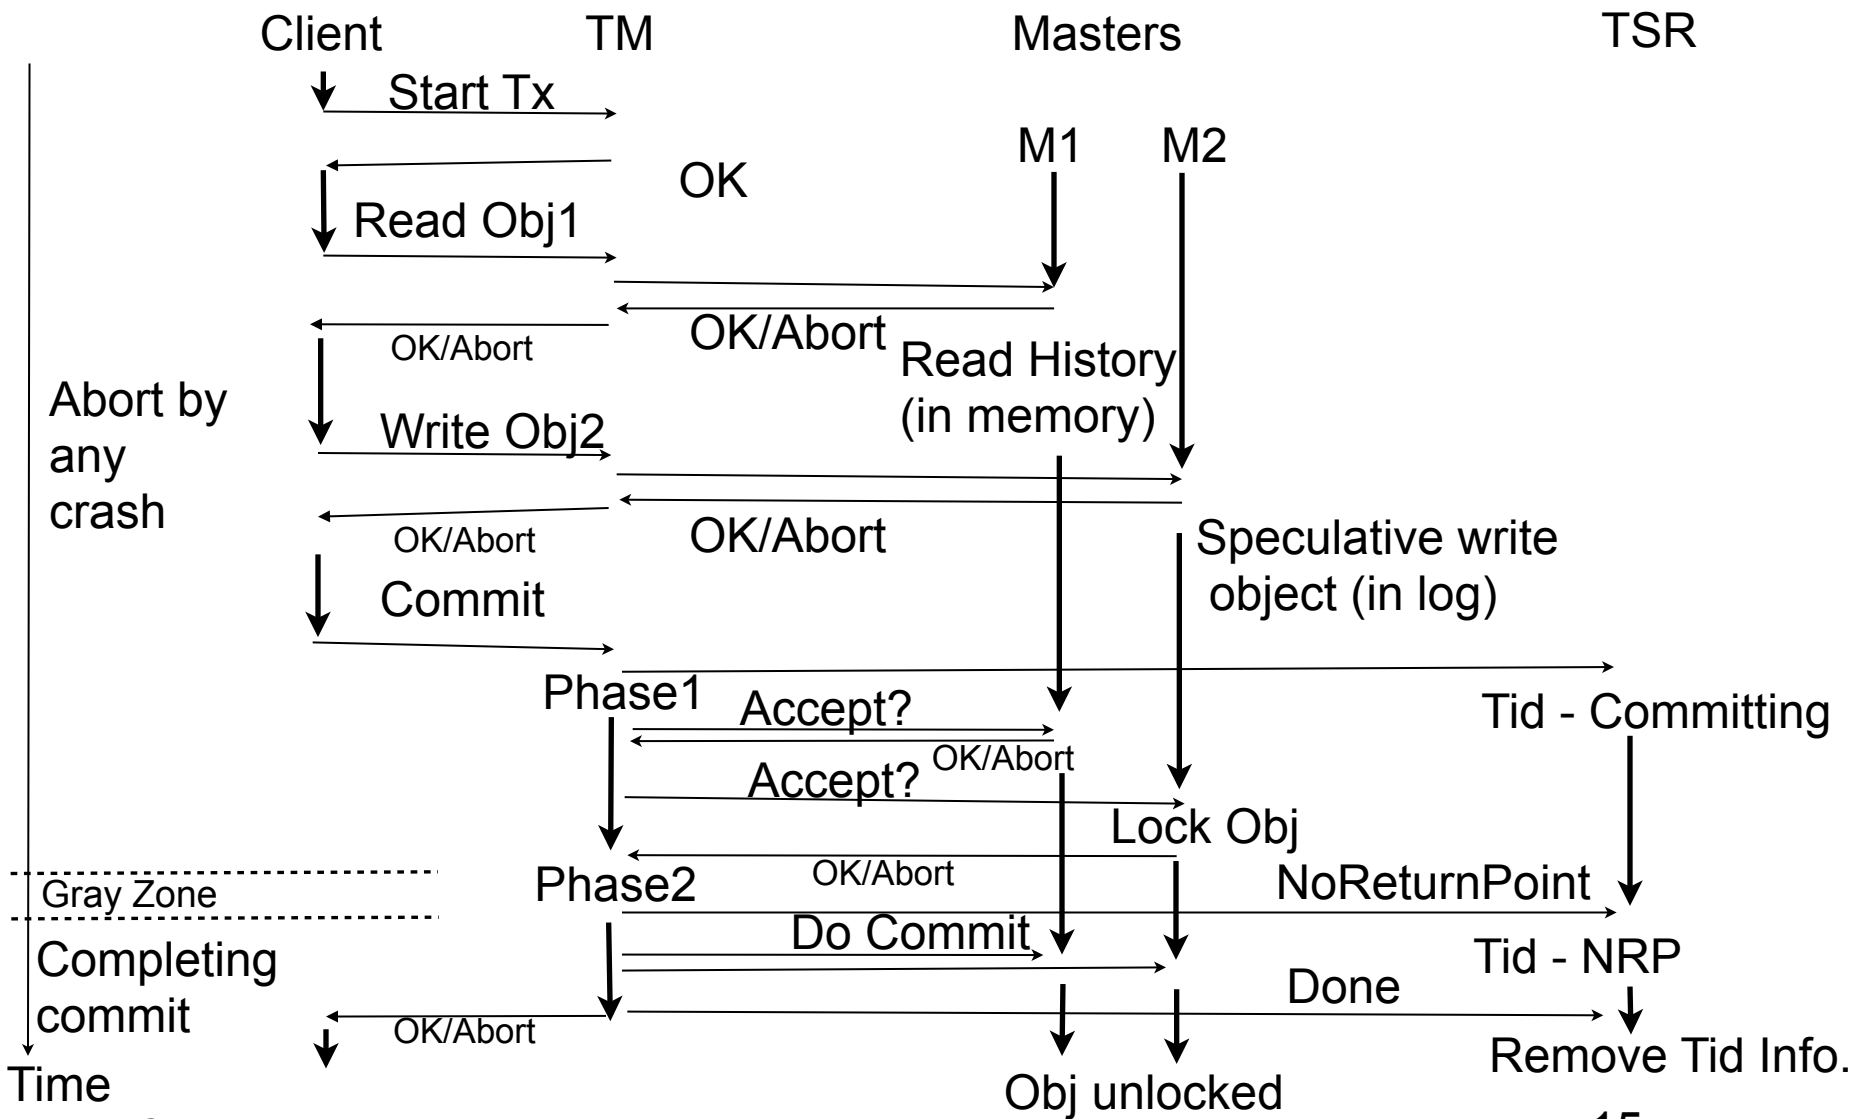 Client
TM
Masters
TSR
Start Tx
M1
M2
OK
Read Obj1
OK/Abort
OK/Abort
Read History
(in memory)
Abort by
any
crash
Write Obj2
OK/Abort
OK/Abort
Speculative write
object (in log)
Commit
Phase1
Accept?
Tid - Committing
OK/Abort
Accept?
Lock Obj
OK/Abort
Phase2
NoReturnPoint
Gray Zone
Do Commit
Tid - NRP
Completing
commit
Done
OK/Abort
Remove Tid Info.
Time
Obj unlocked